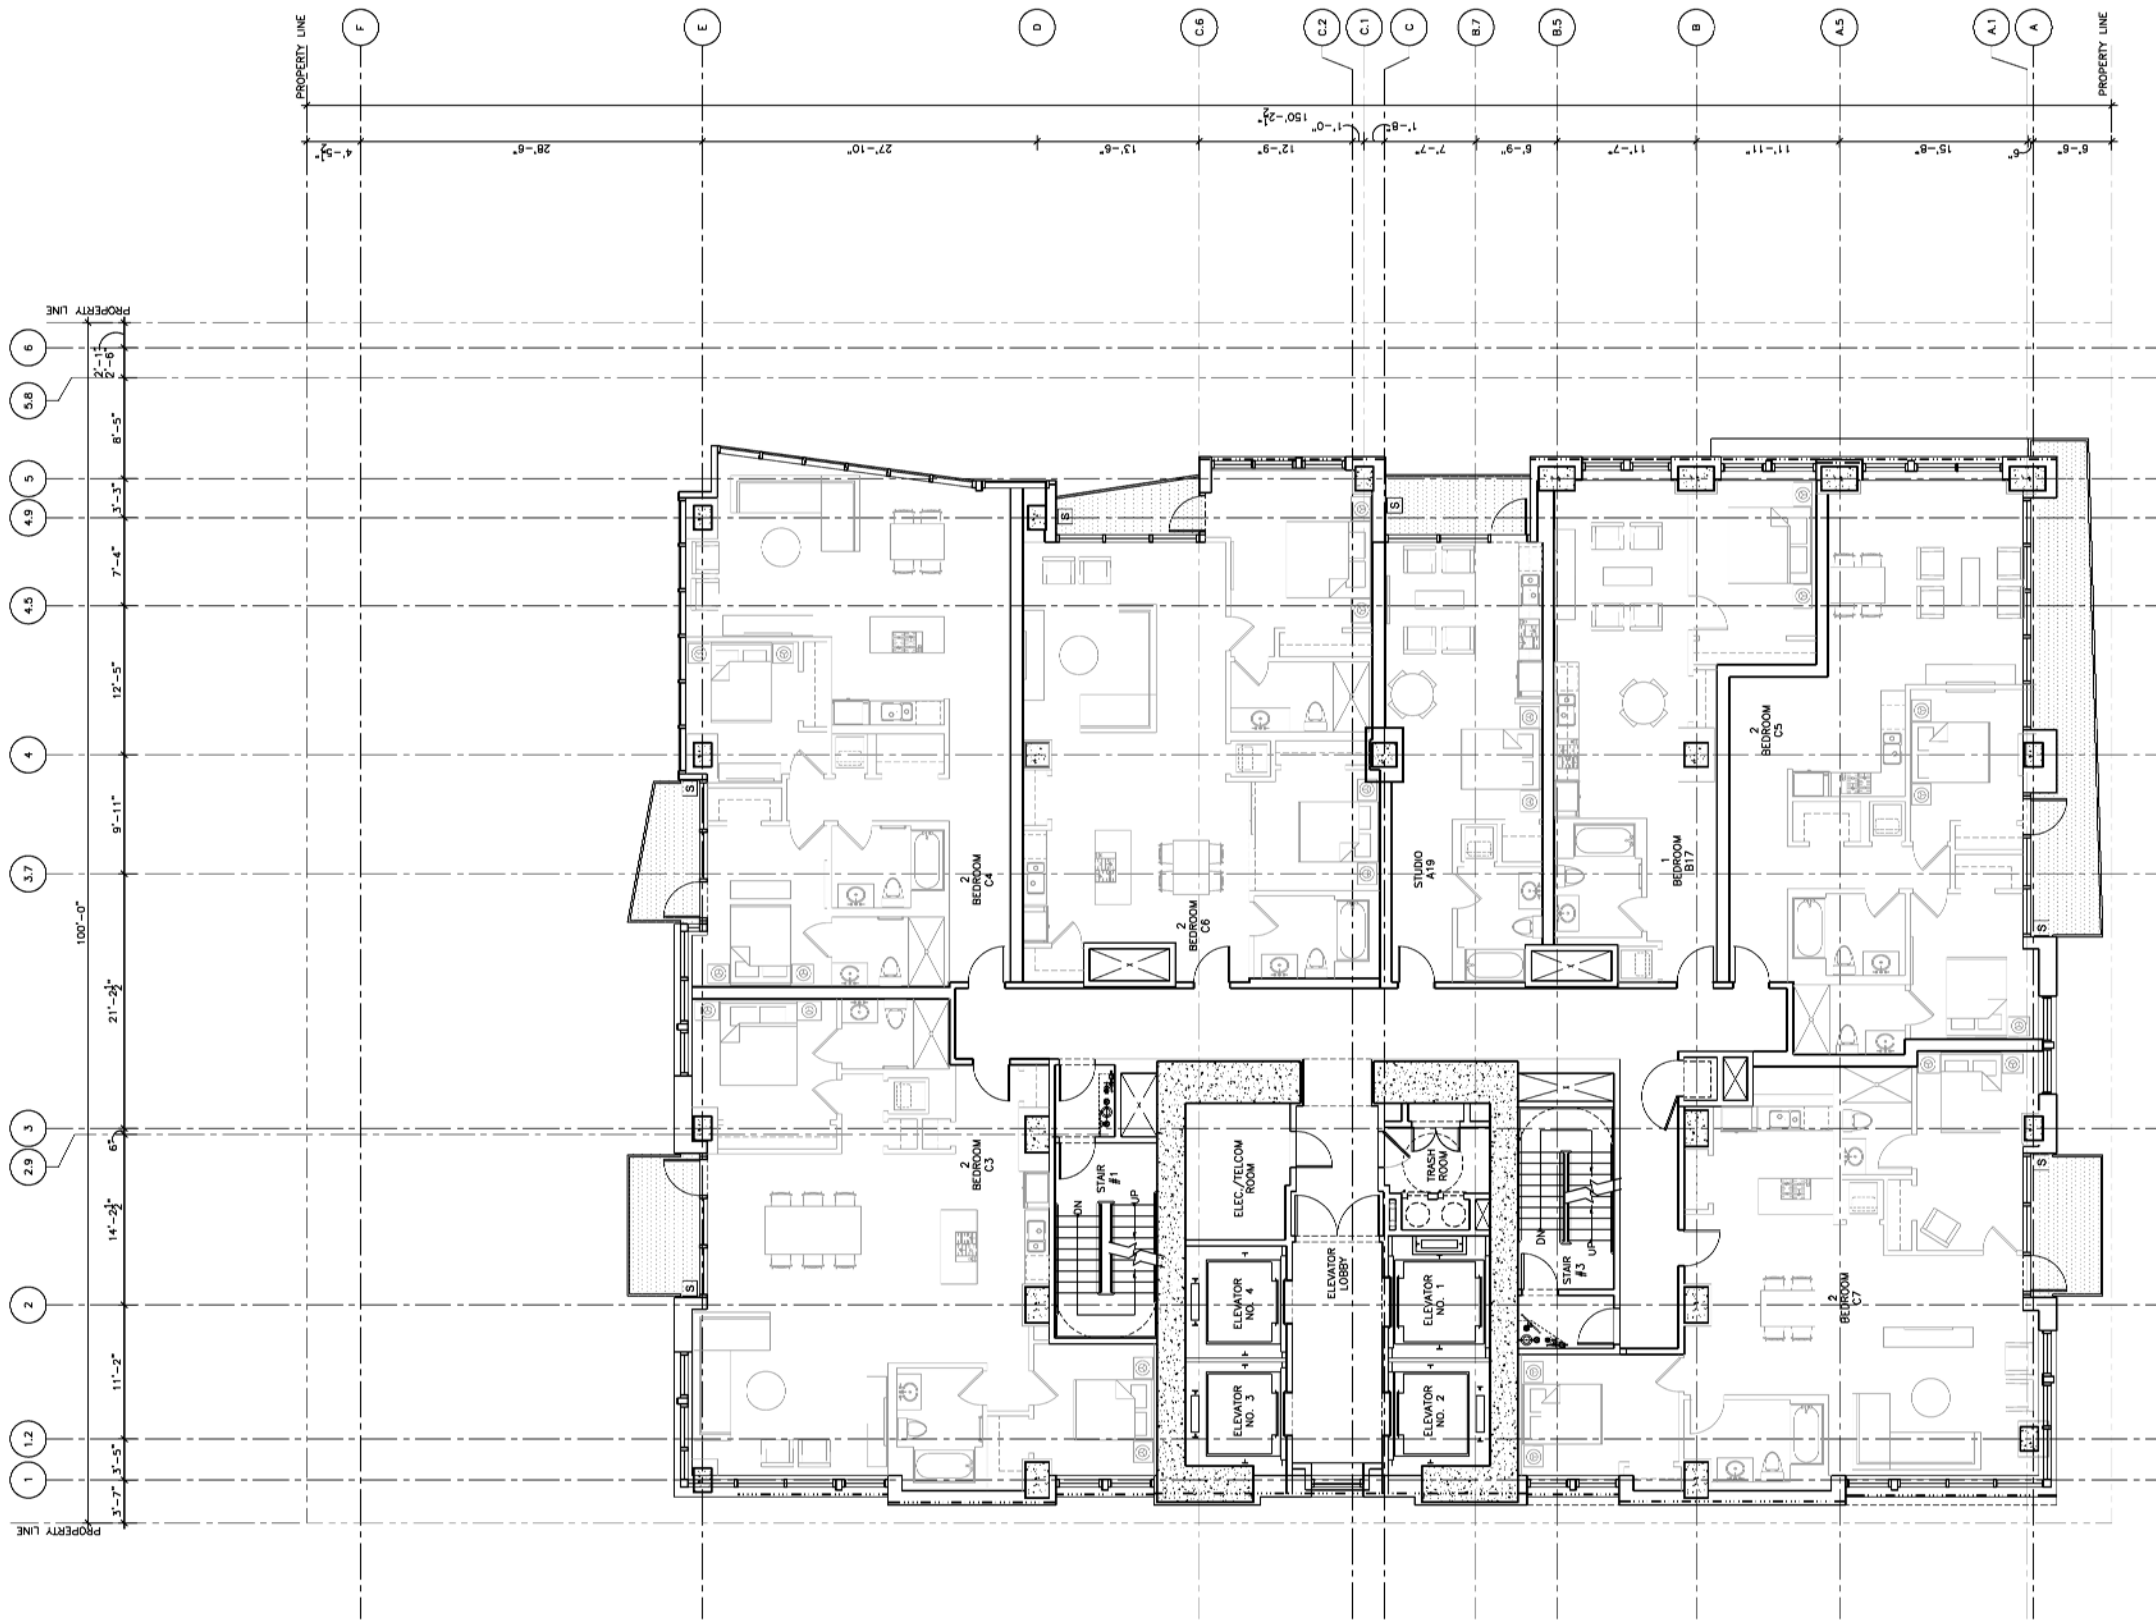 PROPERTY LINE
F
E
D
C.6
C.2
C.1
C
B.7
B.5
B
A.5
A.1
A
PROPERTY LINE
150'-2½"
4'-5½"
28'-6"
27'-10"
13'-6"
12'-9"
1'-0"
1'-8"
7'-7"
6'-9"
11'-7"
11'-11"
15'-8"
6"
6'-6"
PROPERTY LINE
6
5.8
5
4.9
4.5
4
3.7
3
2.9
2
1.2
1
PROPERTY LINE
100'-0"
2'-1"
2'-6"
8'-5"
3'-3"
7'-4"
12'-5"
9'-11"
21'-2½"
6"
14'-2½"
11'-2"
3'-5"
3'-7"
S
S
S
S
S
S
S
2
BEDROOM
C4
2
BEDROOM
C6
STUDIO
A19
1
BEDROOM
B17
2
BEDROOM
C5
2
BEDROOM
C3
STAIR
#1
DN
UP
ELEC./TELCOM
ROOM
TRASH
ROOM
ELEVATOR
LOBBY
ELEVATOR
NO. 4
ELEVATOR
NO. 1
ELEVATOR
NO. 3
ELEVATOR
NO. 2
STAIR
#3
DN
UP
2
BEDROOM
C7